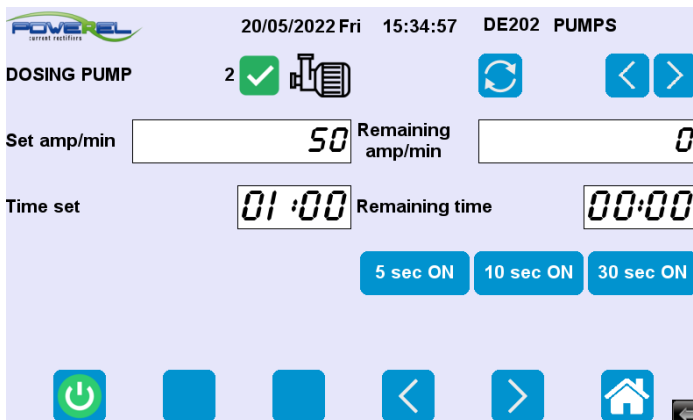 POWEREL
current rectifiers
20/05/2022 Fri 15:34:57 DE202 PUMPS
DOSING PUMP 2
Set amp/min 50 Remaining amp/min 0
Time set 01:00 Remaining time 00:00
5 sec ON 10 sec ON 30 sec ON